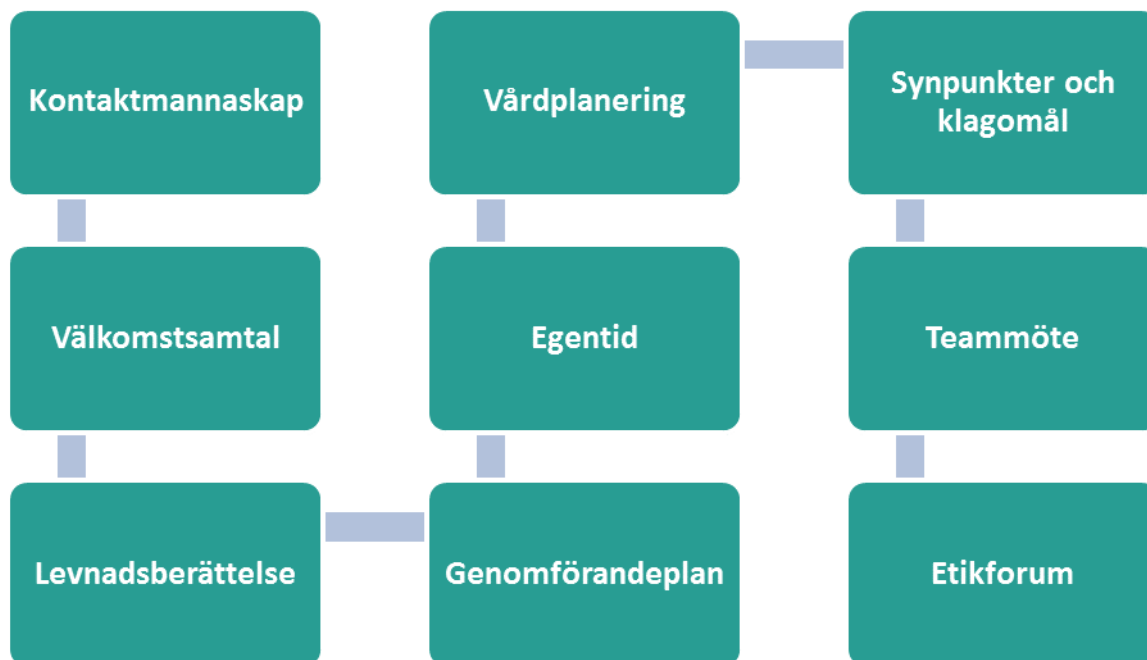 Kontaktmannaskap
Välkomstsamtal
Levnadsberättelse
Genomförandeplan
Egentid
Vårdplanering
Synpunkter och
klagomål
Teammöte
Etikforum